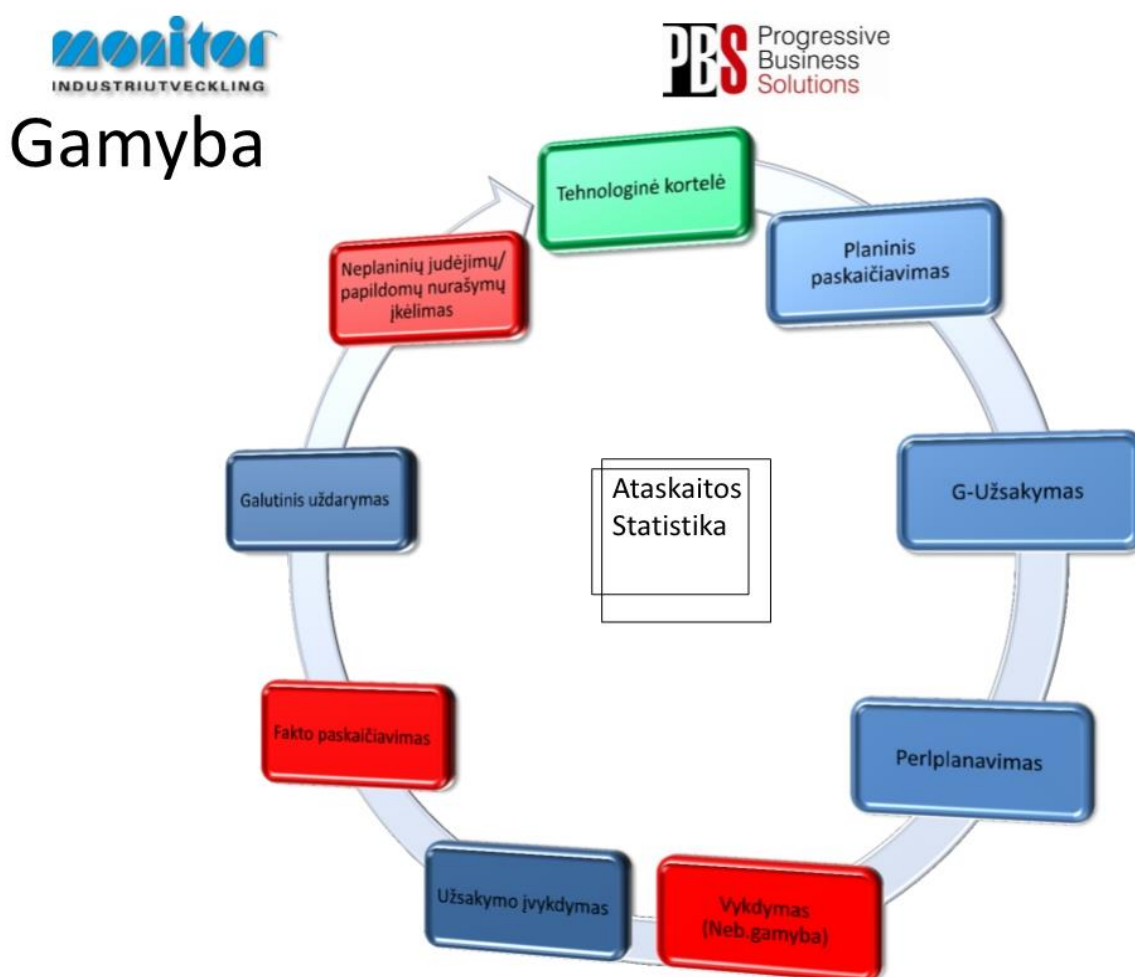 monitor
INDUSTRIUTVECKLING
PBS Progressive
Business
Solutions
Gamyba
Tehnologinė kortelė
Planinis
paskaičiavimas
G-Užsakymas
Perlplanavimas
Vykdymas
(Neb.gamyba)
Užsakymo įvykdymas
Fakto paskaičiavimas
Galutinis uždarymas
Neplaninių judėjimų/
papildomų nurašymų
įkėlimas
Ataskaitos
Statistika